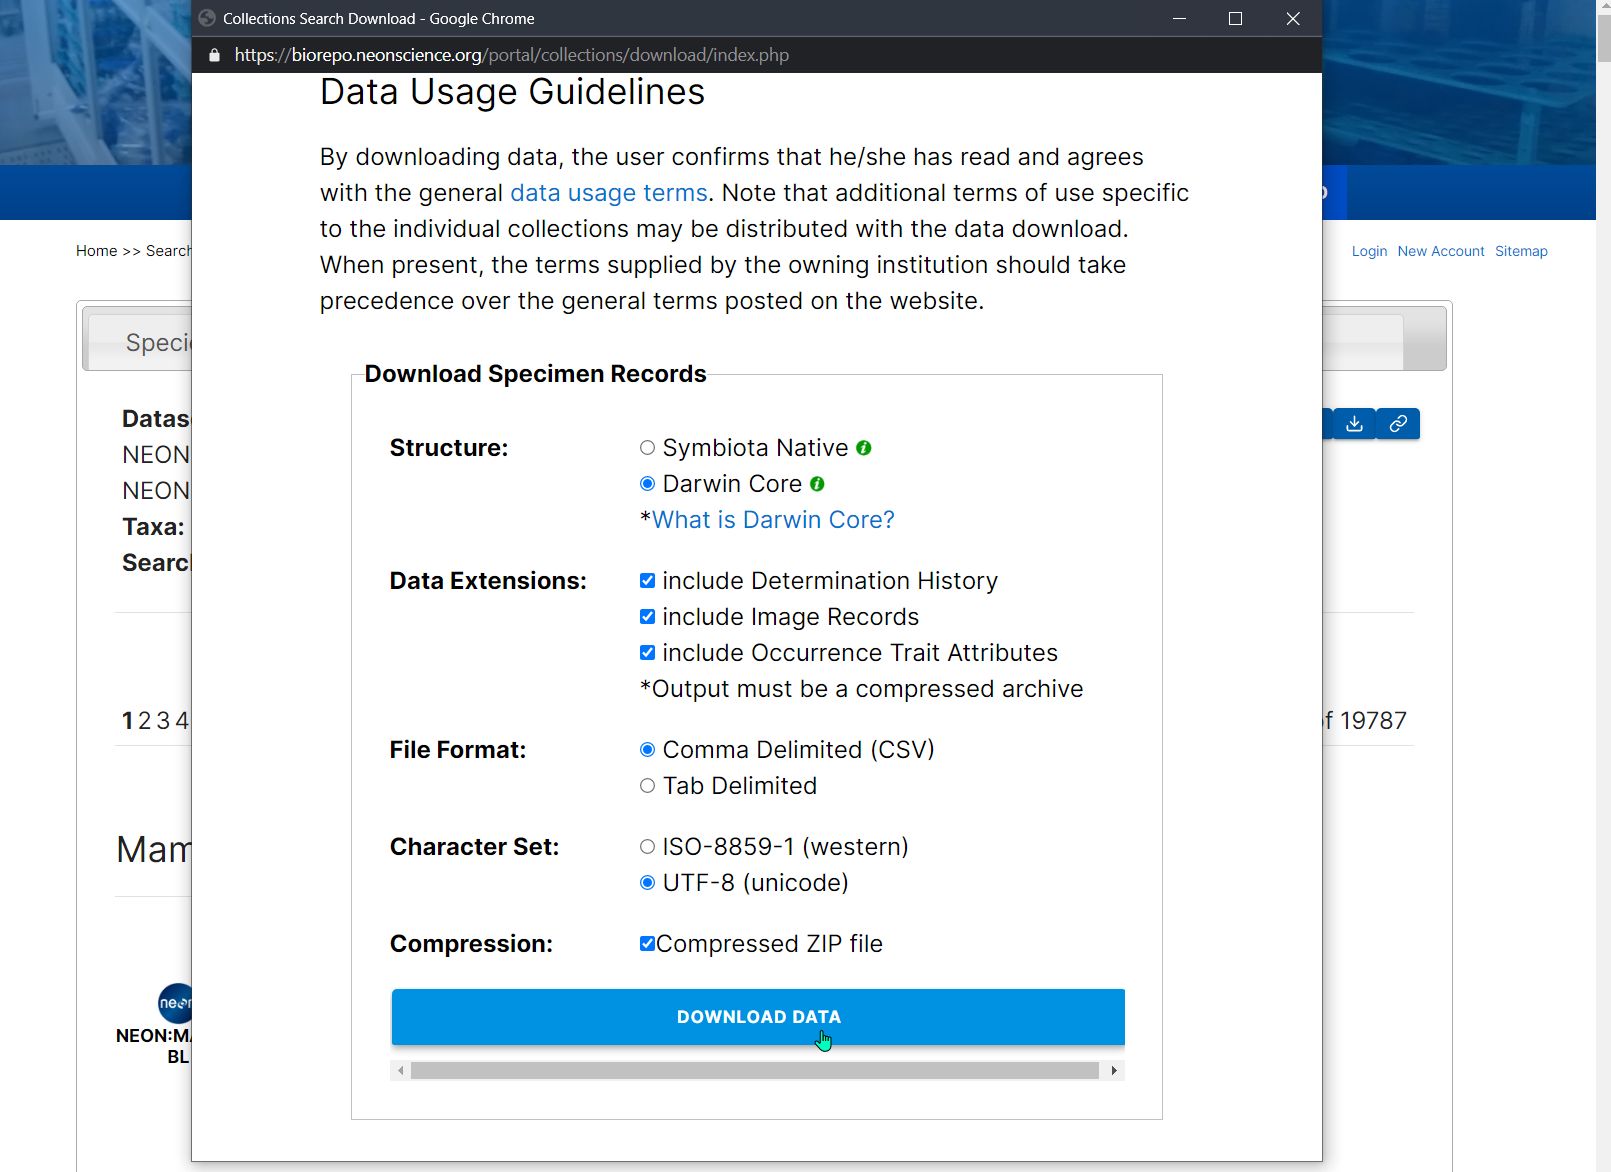 Collections Search Download - Google Chrome
https://biorepo.neonscience.org/portal/collections/download/index.php
Data Usage Guidelines
By downloading data, the user confirms that he/she has read and agrees
with the general data usage terms. Note that additional terms of use specific
to the individual collections may be distributed with the data download.
When present, the terms supplied by the owning institution should take
precedence over the general terms posted on the website.
Home >> Search
Login New Account Sitemap
Download Specimen Records
Structure:
Symbiota Native
Darwin Core
*What is Darwin Core?
Data Extensions:
include Determination History
include Image Records
include Occurrence Trait Attributes
*Output must be a compressed archive
File Format:
Comma Delimited (CSV)
Tab Delimited
Character Set:
ISO-8859-1 (western)
UTF-8 (unicode)
Compression:
Compressed ZIP file
DOWNLOAD DATA
Speci
Datas
NEON
NEON
Taxa:
Searc
1 2 3 4
of 19787
Mam
neon
NEON:MA
BL